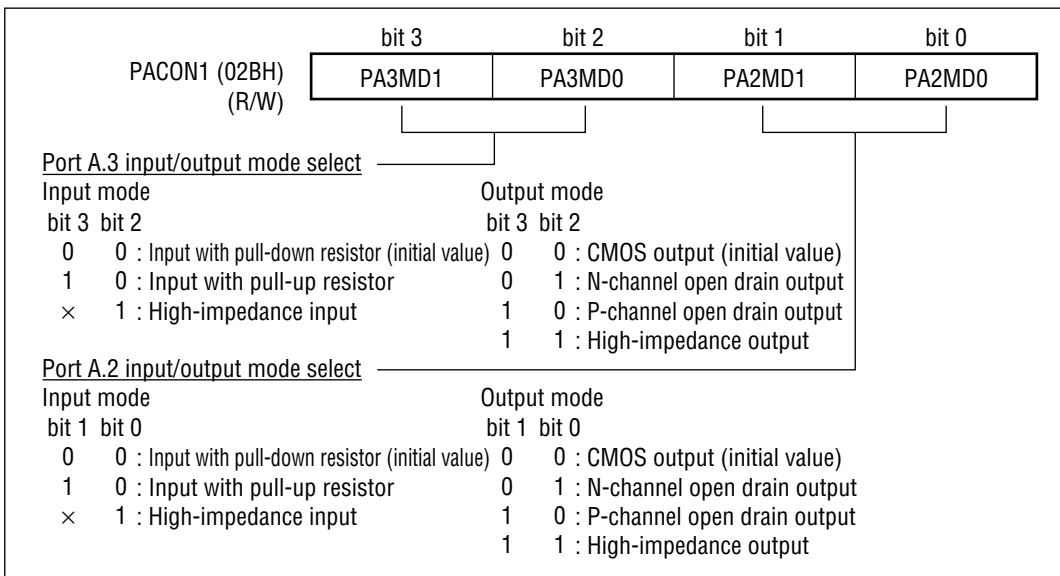 bit 3 bit 2 bit 1 bit 0
PACON1 (02BH) PA3MD1 PA3MD0 PA2MD1 PA2MD0
(R/W)
Port A.3 input/output mode select
Input mode Output mode
bit 3 bit 2 bit 3 bit 2
0 0 : Input with pull-down resistor (initial value) 0 0 : CMOS output (initial value)
1 0 : Input with pull-up resistor 0 1 : N-channel open drain output
× 1 : High-impedance input 1 0 : P-channel open drain output
1 1 : High-impedance output
Port A.2 input/output mode select
Input mode Output mode
bit 1 bit 0 bit 1 bit 0
0 0 : Input with pull-down resistor (initial value) 0 0 : CMOS output (initial value)
1 0 : Input with pull-up resistor 0 1 : N-channel open drain output
× 1 : High-impedance input 1 0 : P-channel open drain output
1 1 : High-impedance output